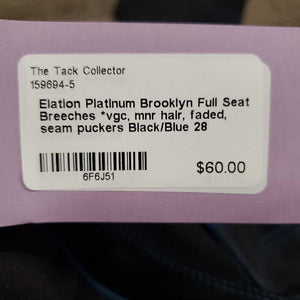 The Tack Collector
159694-5
Elation Platinum Brooklyn Full Seat
Breeches *vgc, mnr hair, faded,
seam puckers Black/Blue 28
6F6J51
$60.00